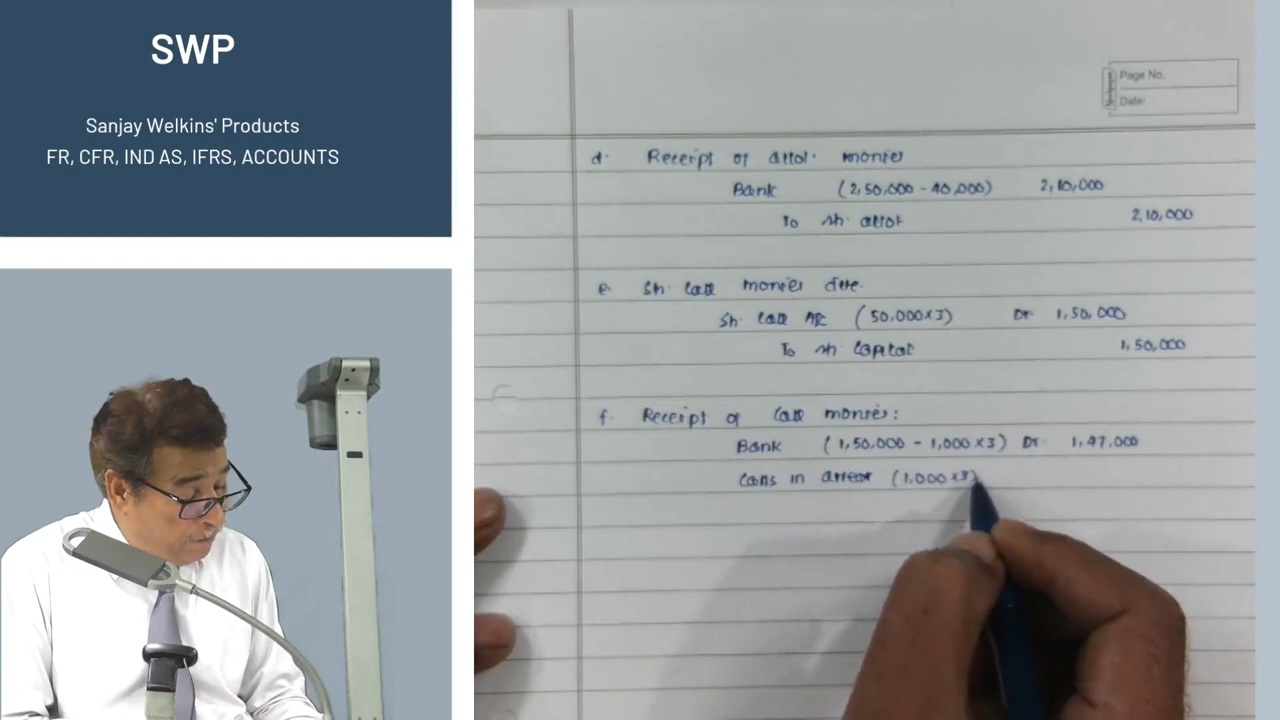 SWP
Sanjay Welkins' Products
FR, CFR, IND AS, IFRS, ACCOUNTS
Page No.
Date:
d. Receipt of allot. monies
Bank (2,50,000 - 40,000) 2,10,000
To sh. allot 2,10,000
e. Sh. call monies due.
Sh. call A/c (50,000×3) Dr. 1,50,000
To sh. capital 1,50,000
f. Receipt of call monies:
Bank (1,50,000 - 1,000×3) Dr. 1,47,000
Calls in arrear (1,000×3)